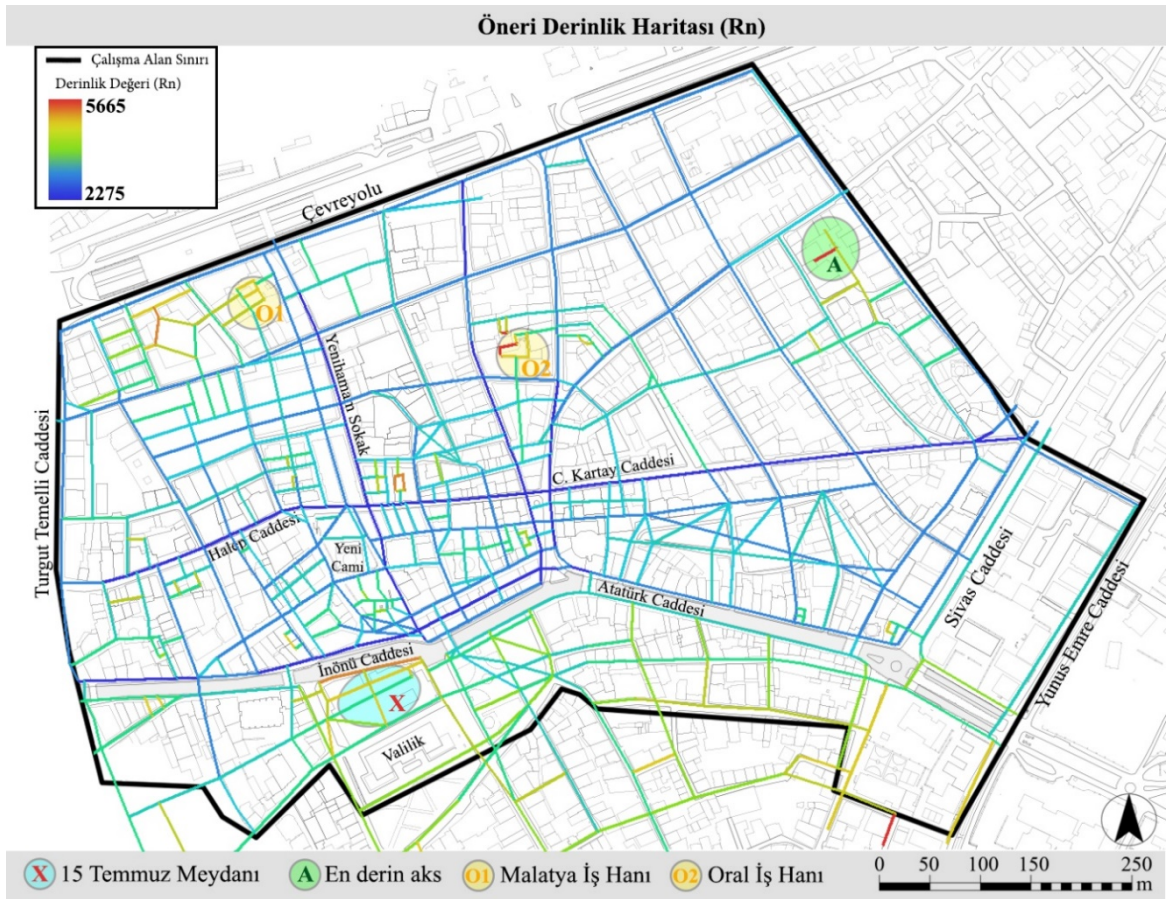 Öneri Derinlik Haritası (Rn)
Çalışma Alan Sınırı
Derinlik Değeri (Rn)
5665
2275
Çevreyolu
A
O1
O2
Yenihamam Sokak
Turgut Temelli Caddesi
C. Kartay Caddesi
Halep Caddesi
Yeni
Cami
Sivas Caddesi
Atatürk Caddesi
Yunus Emre Caddesi
İnönü Caddesi
X
Valilik
X 15 Temmuz Meydanı A En derin aks O1 Malatya İş Hanı O2 Oral İş Hanı
0 50 100 150 250
m